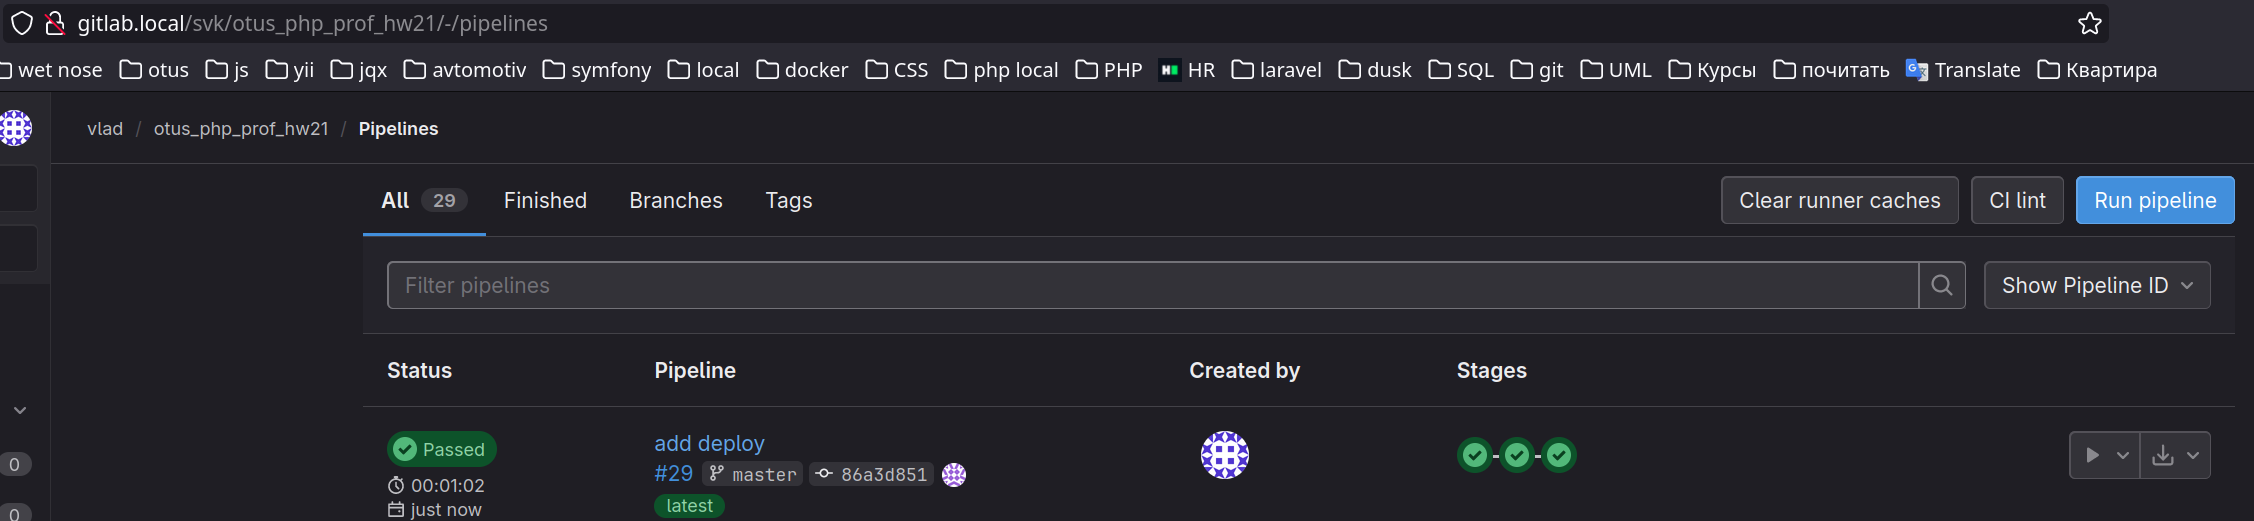 gitlab.local/svk/otus_php_prof_hw21/-/pipelines
wet nose otus js yii jqx avtomotiv symfony local docker CSS php local PHP HR laravel dusk SQL git UML Курсы почитать Translate Квартира
vlad / otus_php_prof_hw21 / Pipelines
All 29 Finished Branches Tags Clear runner caches CI lint Run pipeline
Filter pipelines Show Pipeline ID
Status Pipeline Created by Stages
Passed add deploy
0 #29 master 86a3d851
00:01:02
latest
0 just now